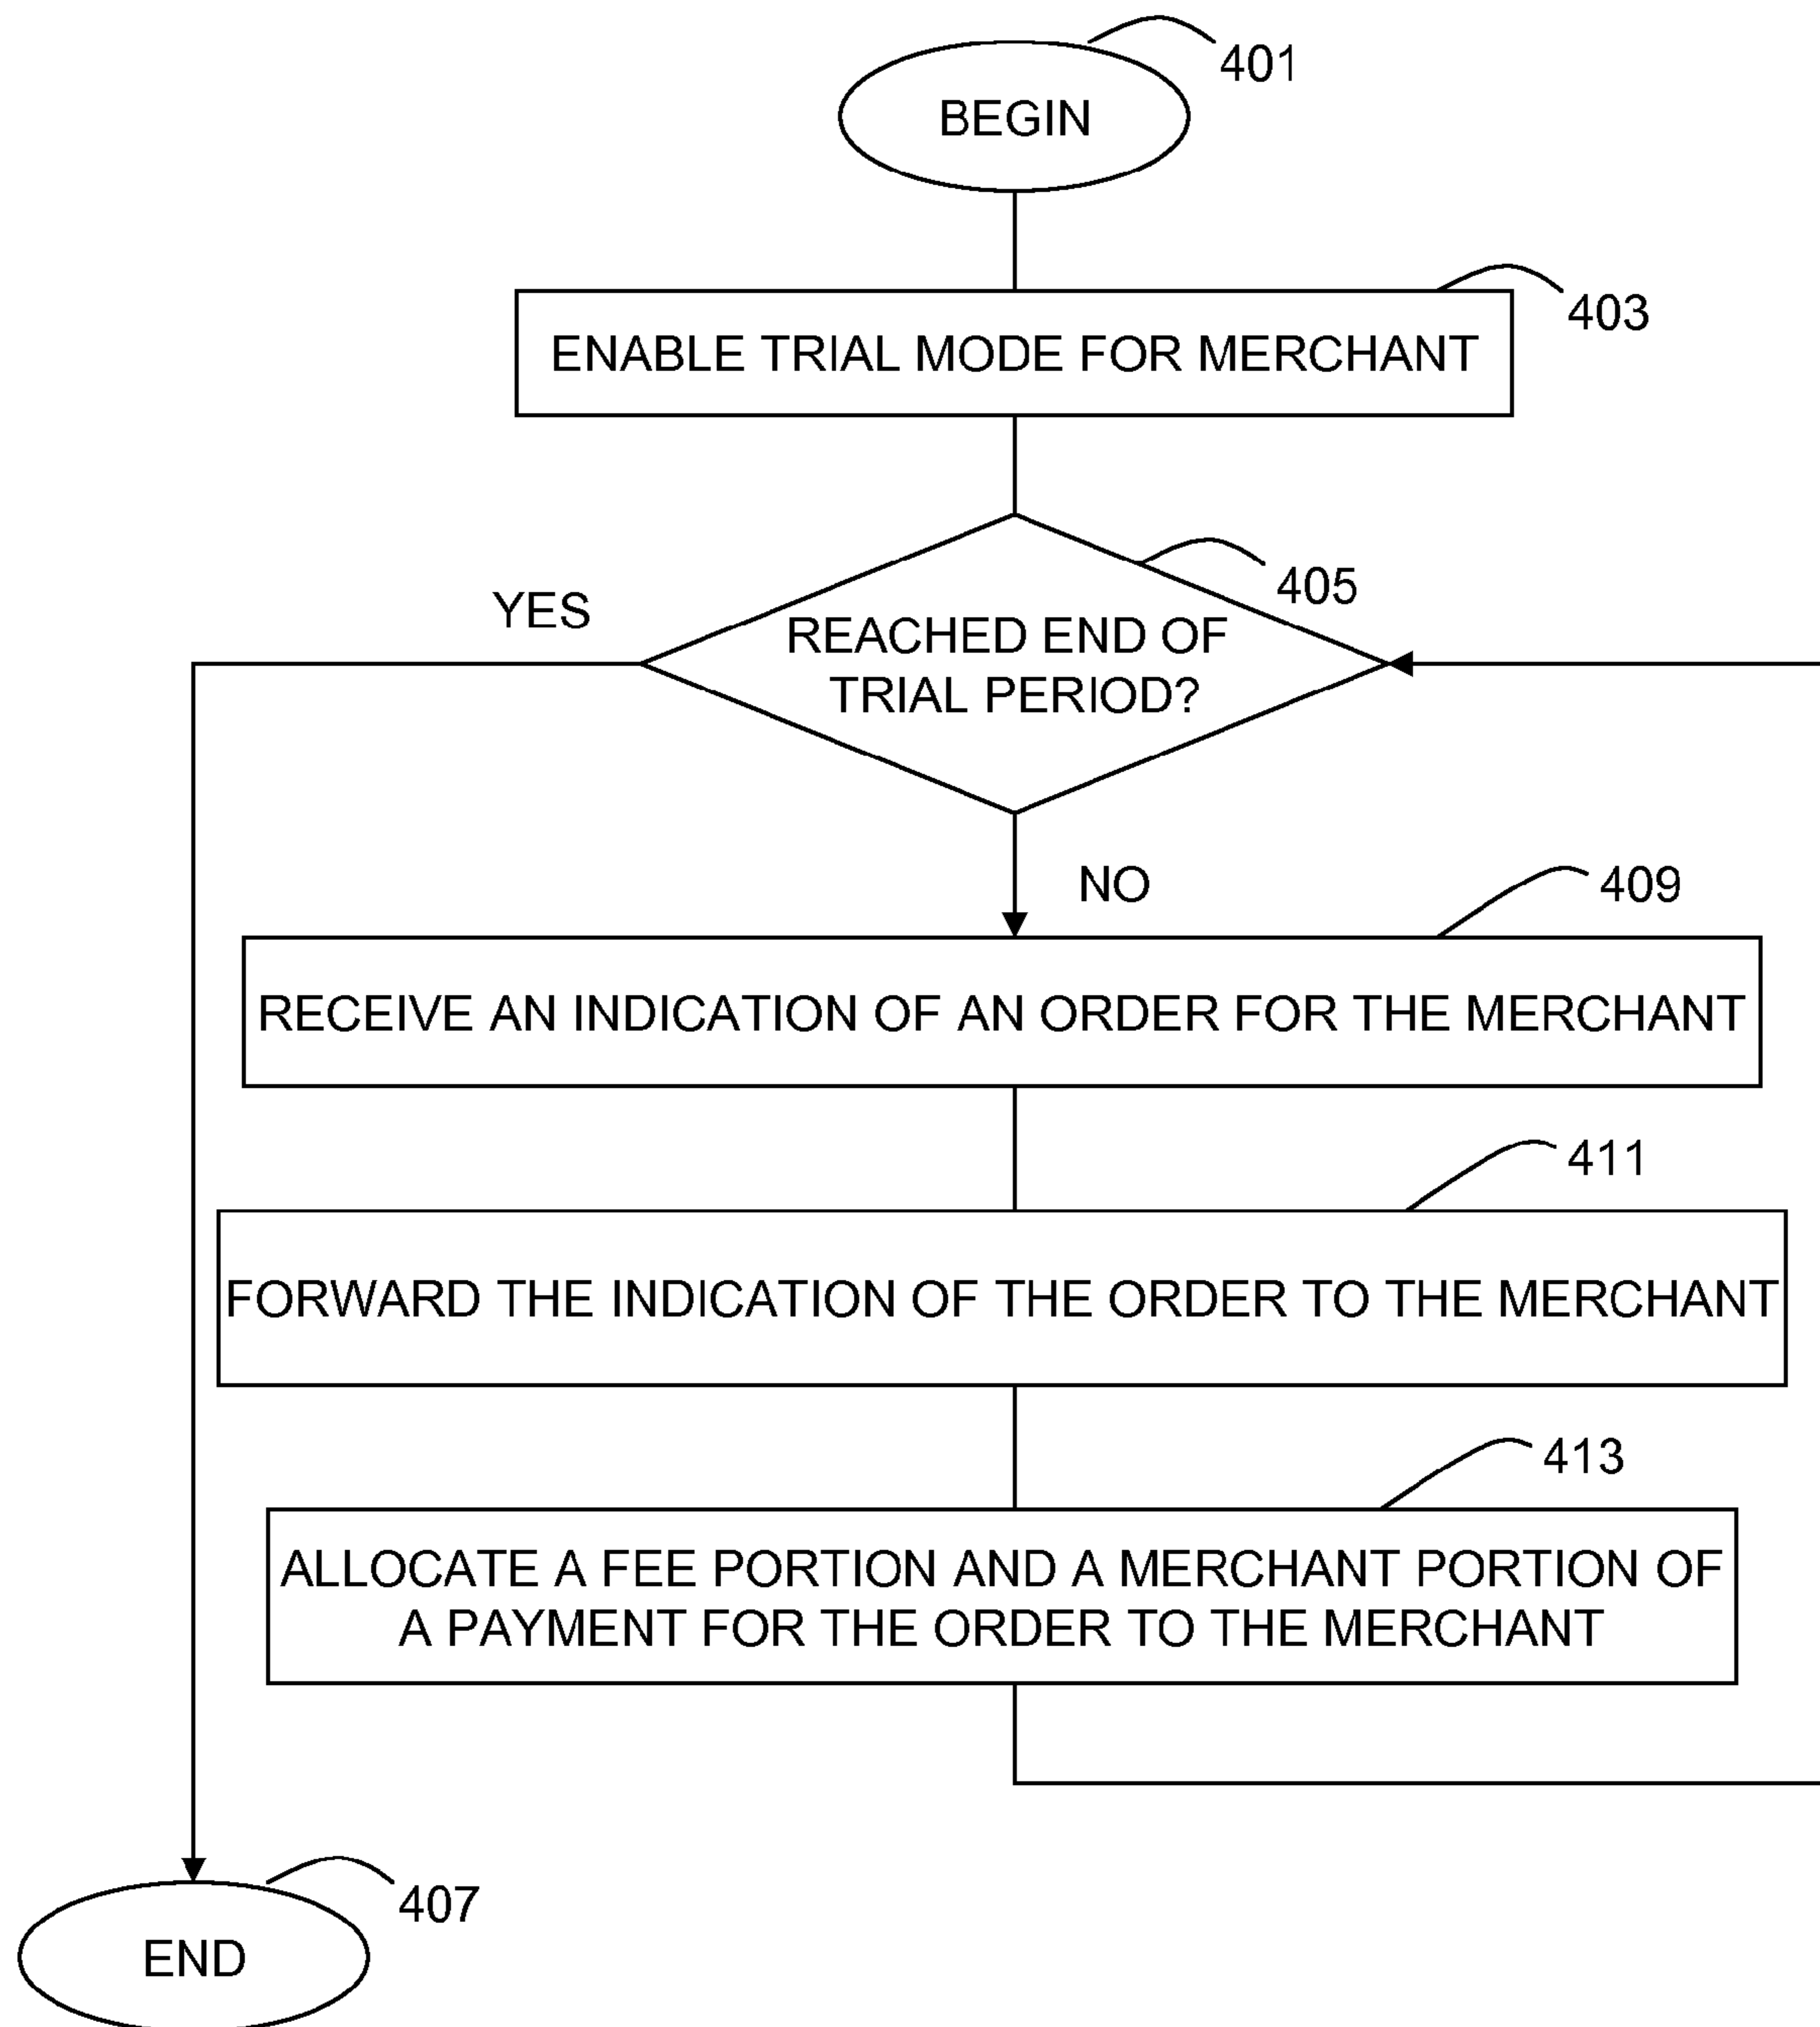 401
BEGIN
403
ENABLE TRIAL MODE FOR MERCHANT
405
YES
REACHED END OF
TRIAL PERIOD?
NO
409
RECEIVE AN INDICATION OF AN ORDER FOR THE MERCHANT
411
FORWARD THE INDICATION OF THE ORDER TO THE MERCHANT
413
ALLOCATE A FEE PORTION AND A MERCHANT PORTION OF
A PAYMENT FOR THE ORDER TO THE MERCHANT
407
END